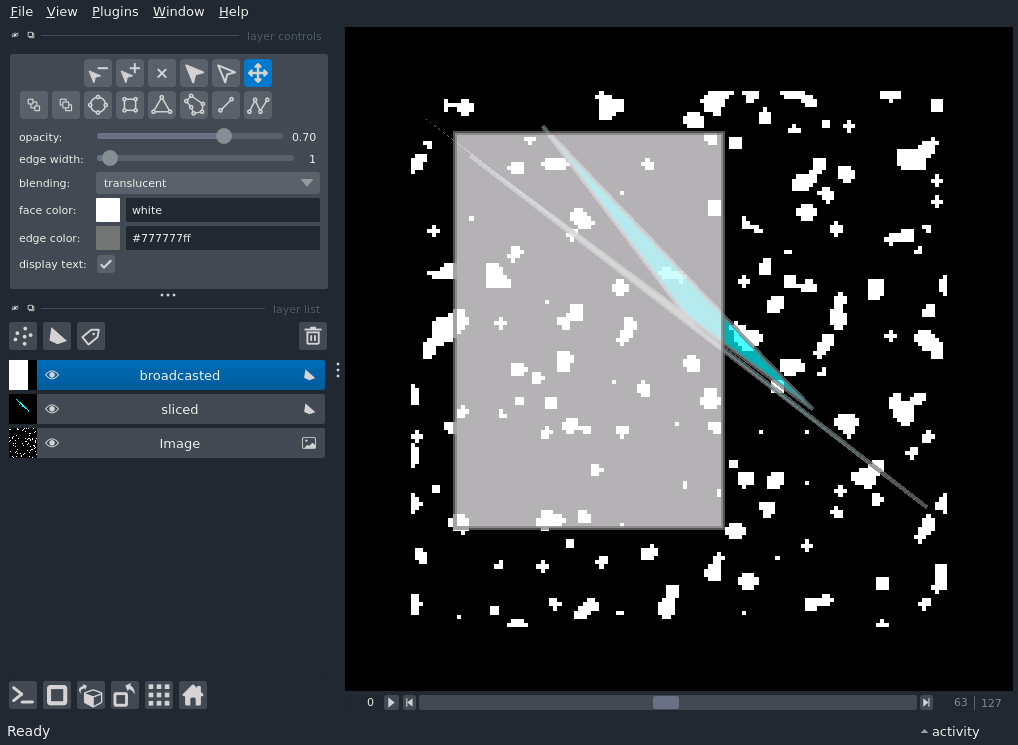 File View Plugins Window Help
layer controls
opacity: 0.70
edge width: 1
blending: translucent
face color: white
edge color: #777777ff
display text:
layer list
broadcasted
sliced
Image
0 63 127
Ready activity